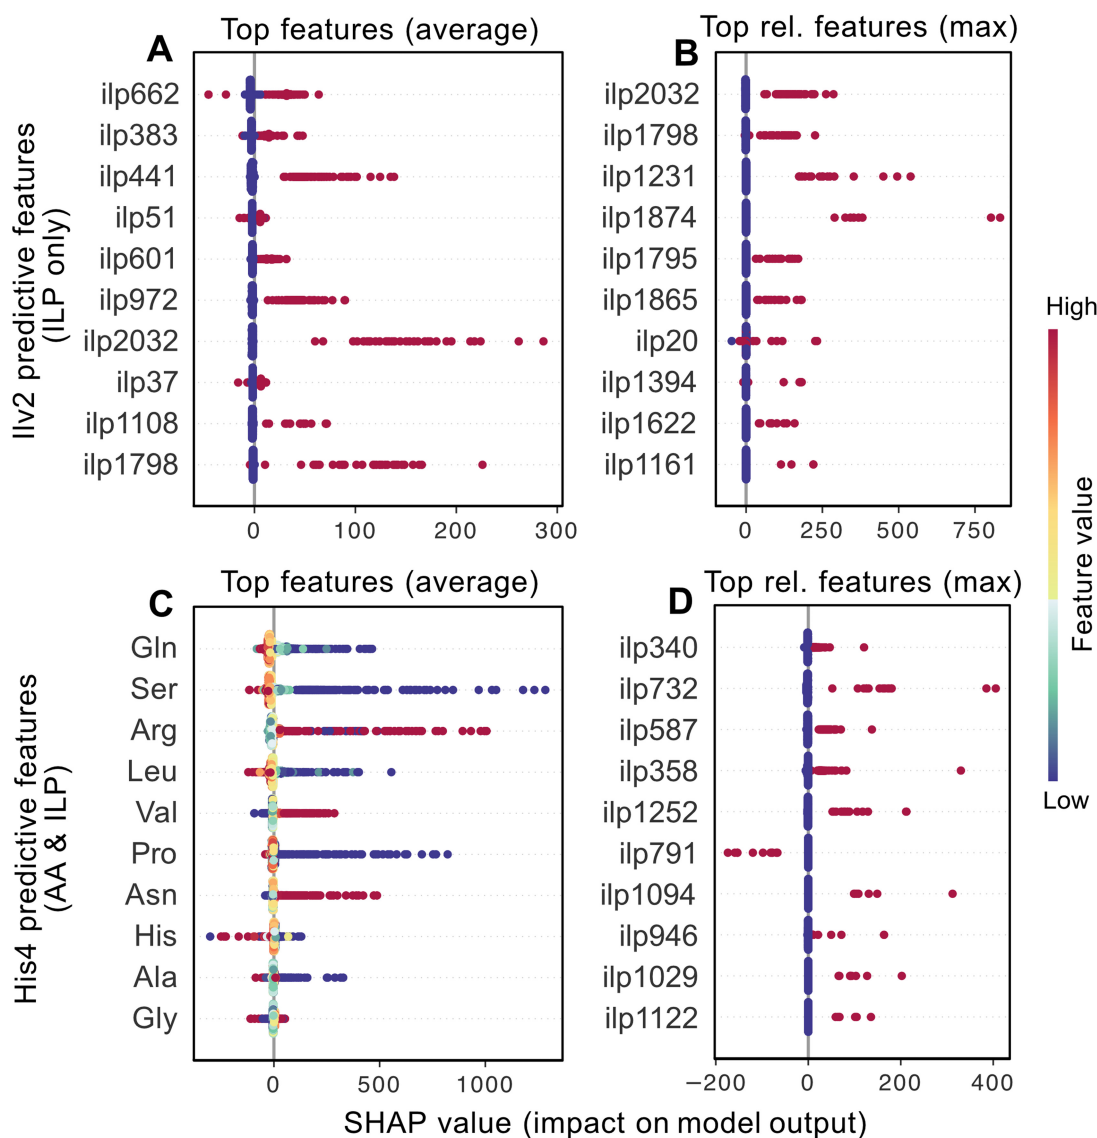 A
Top features (average)
Ilv2 predictive features
(ILP only)
ilp662
ilp383
ilp441
ilp51
ilp601
ilp972
ilp2032
ilp37
ilp1108
ilp1798
0 100 200 300
B
Top rel. features (max)
ilp2032
ilp1798
ilp1231
ilp1874
ilp1795
ilp1865
ilp20
ilp1394
ilp1622
ilp1161
0 250 500 750
High
Feature value
Low
C
Top features (average)
His4 predictive features
(AA & ILP)
Gln
Ser
Arg
Leu
Val
Pro
Asn
His
Ala
Gly
0 500 1000
D
Top rel. features (max)
ilp340
ilp732
ilp587
ilp358
ilp1252
ilp791
ilp1094
ilp946
ilp1029
ilp1122
−200 0 200 400
SHAP value (impact on model output)